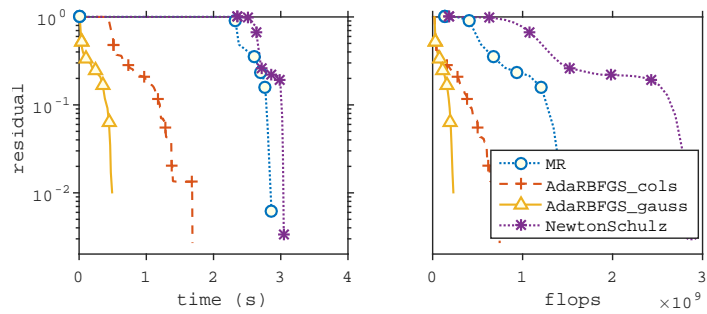 residual
10^0
10^-1
10^-2
0 1 2 3 4
time (s)
0 1 2 3
flops
×10^9
MR
AdaRBFGS_cols
AdaRBFGS_gauss
NewtonSchulz